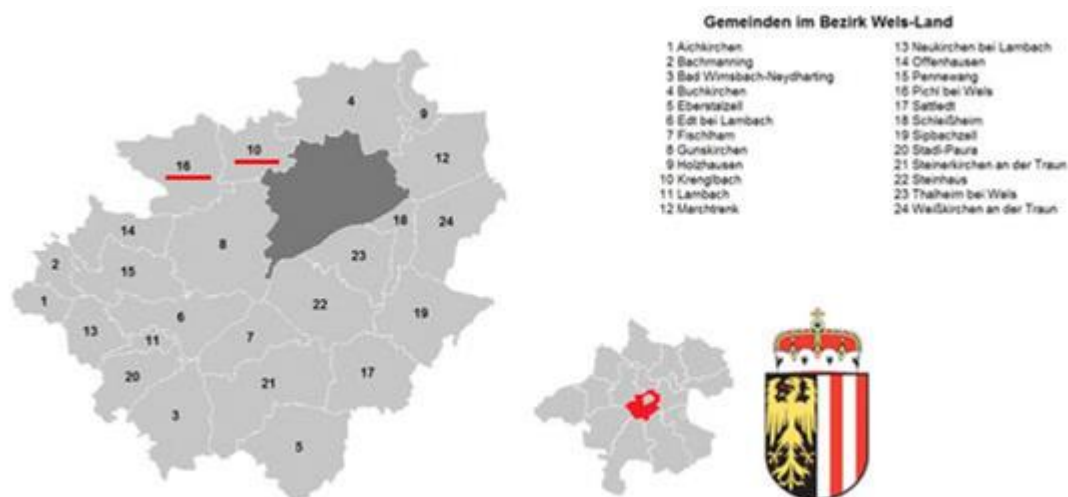 Gemeinden im Bezirk Wels-Land
1 Aichkirchen
2 Bachmanning
3 Bad Wimsbach-Neydharting
4 Buchkirchen
5 Eberstalzell
6 Edt bei Lambach
7 Fischlham
8 Gunskirchen
9 Holzhausen
10 Krenglbach
11 Lambach
12 Marchtrenk
13 Neukirchen bei Lambach
14 Offenhausen
15 Pennewang
16 Pichl bei Wels
17 Sattledt
18 Schleißheim
19 Sipbachzell
20 Stadl-Paura
21 Steinerkirchen an der Traun
22 Steinhaus
23 Thalheim bei Wels
24 Weißkirchen an der Traun
4
9
10
12
16
18
24
14
8
23
2
15
1
22
19
6
13
11
7
20
21
17
3
5